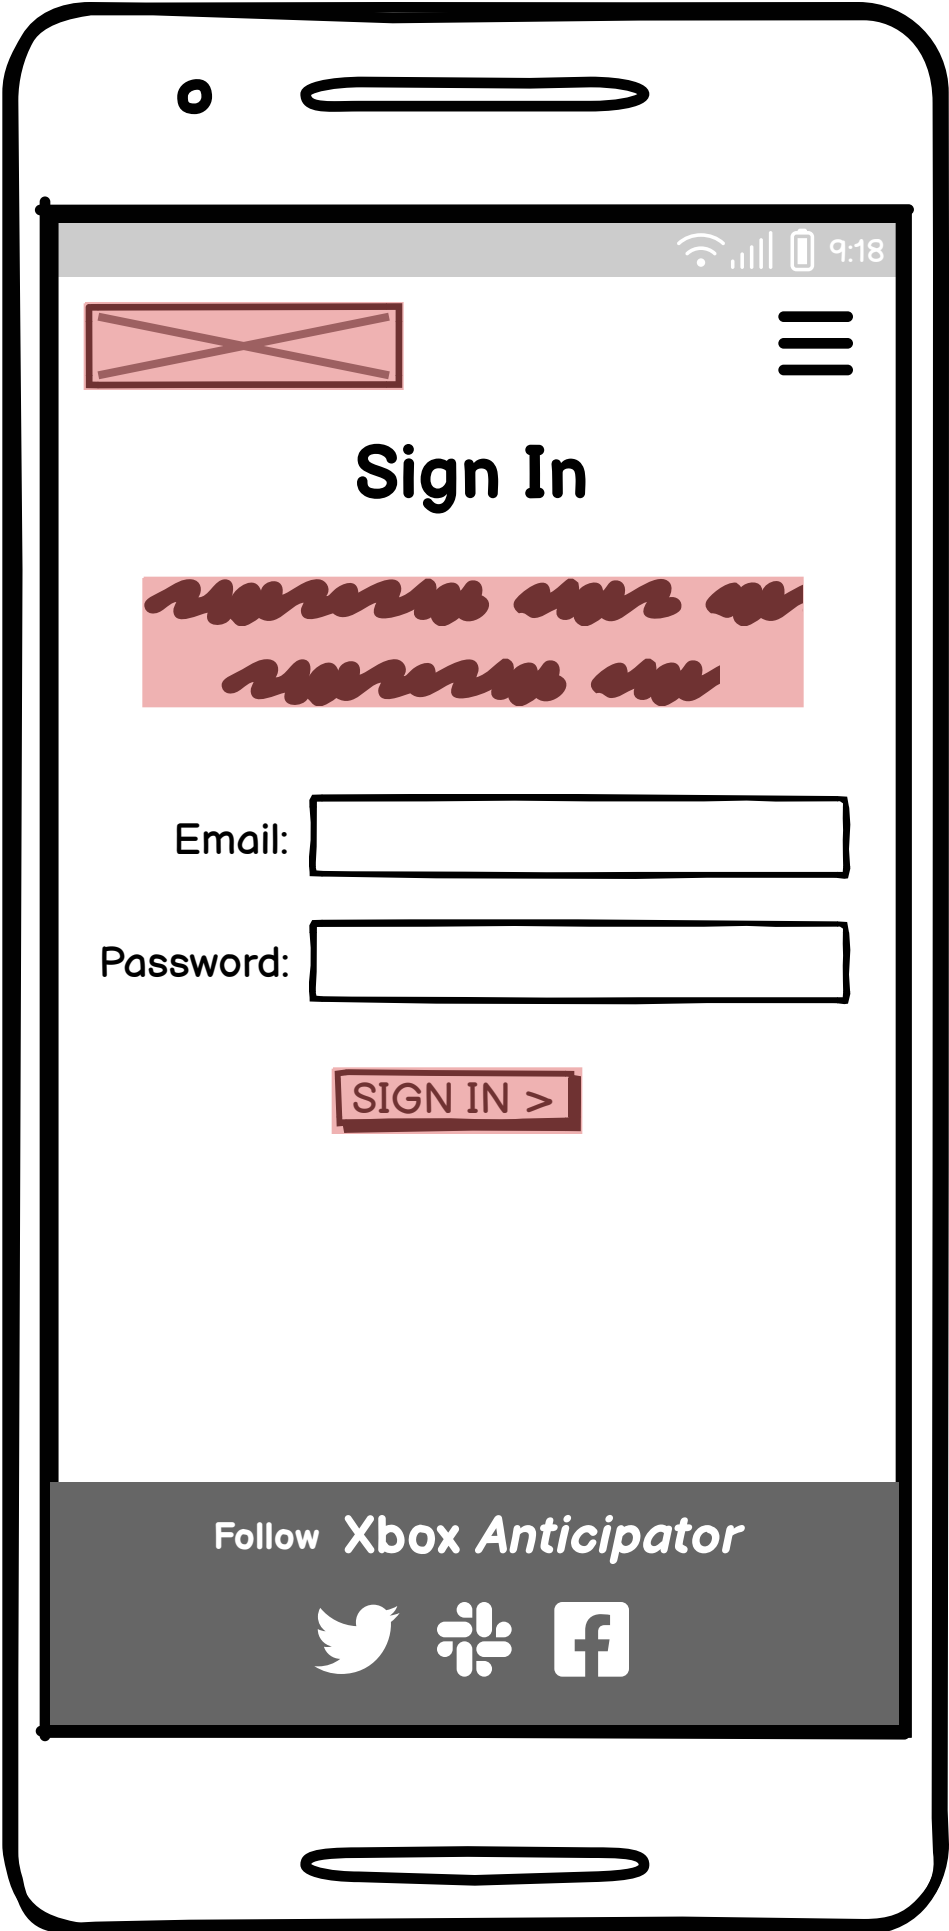 9:18
Sign In
Email:
Password:
SIGN IN >
Follow Xbox Anticipator